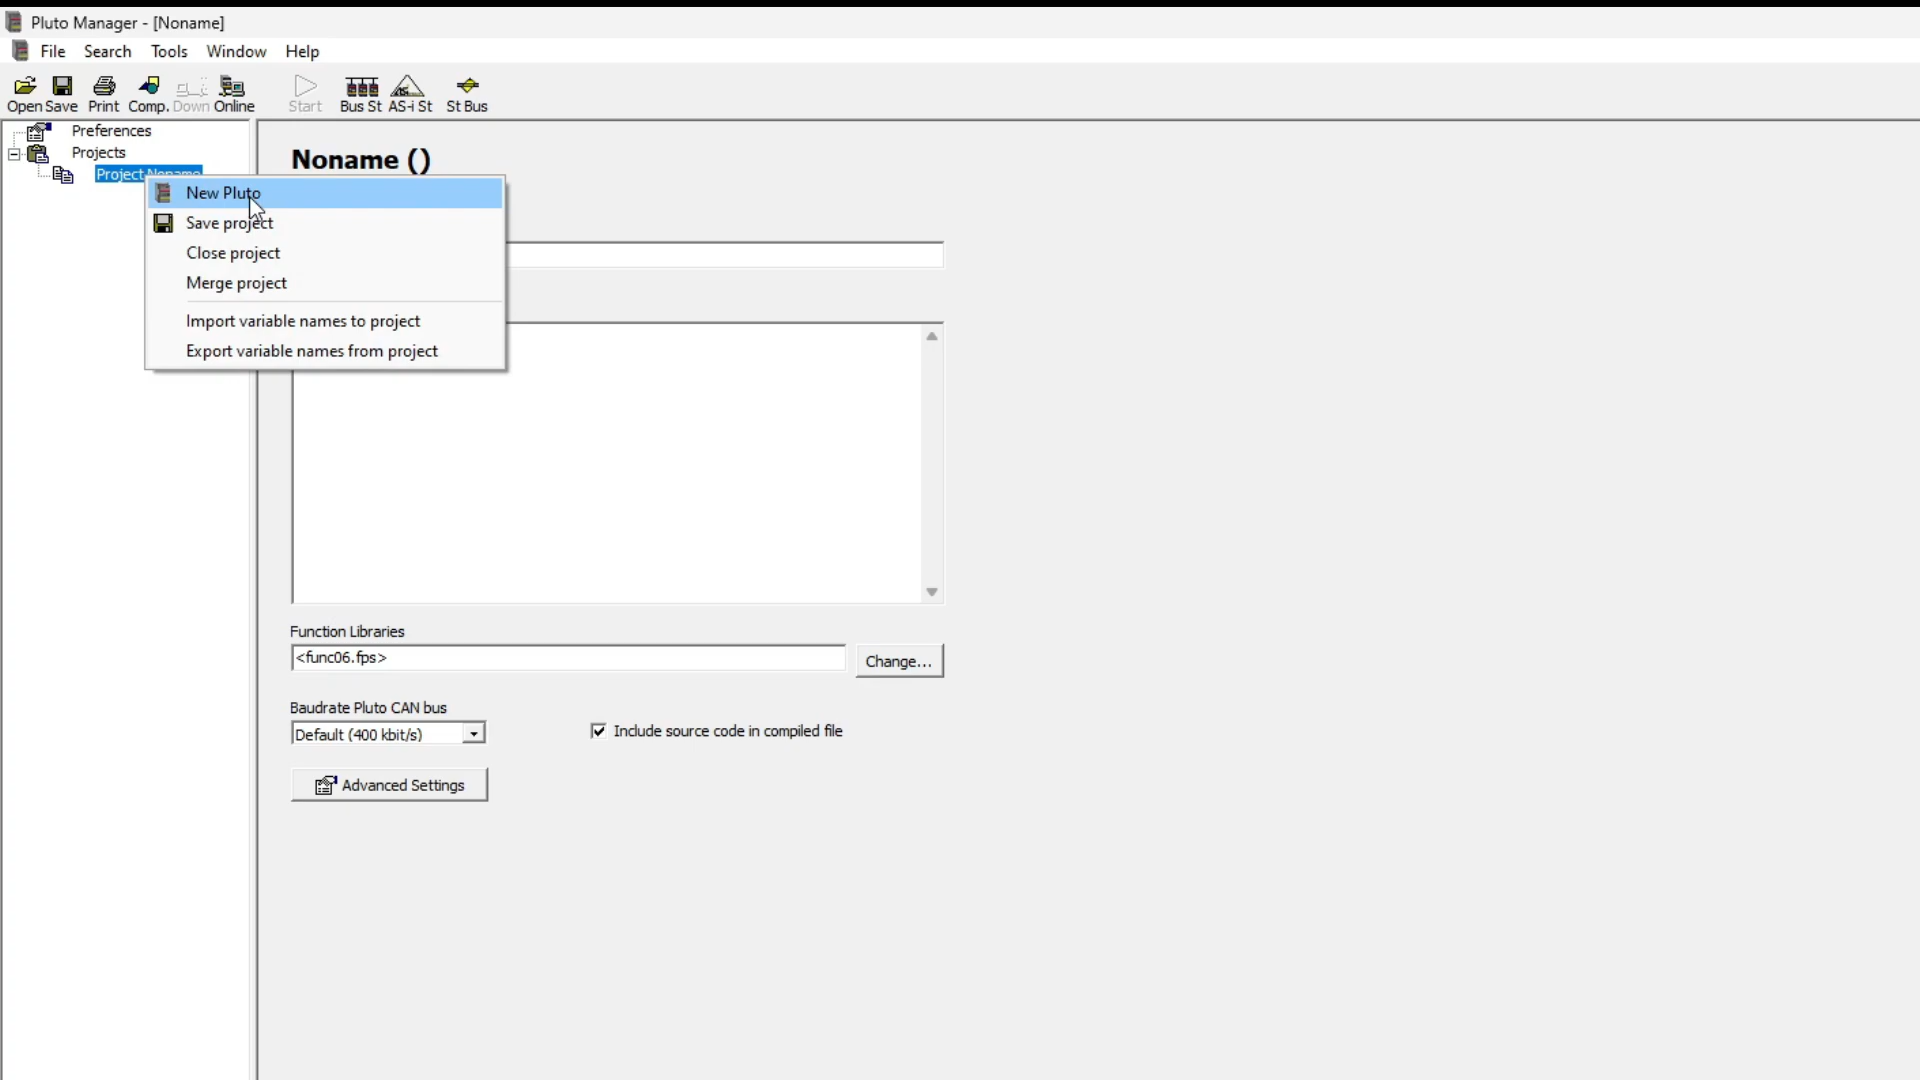 Pluto Manager - [Noname]
File Search Tools Window Help
Open Save Print Comp. Down Online Start Bus St AS-i St St Bus
Preferences
Projects
Project Noname
Noname ()
New Pluto
Save project
Close project
Merge project
Import variable names to project
Export variable names from project
Function Libraries
<func06.fps>
Change...
Baudrate Pluto CAN bus
Default (400 kbit/s)
Include source code in compiled file
Advanced Settings